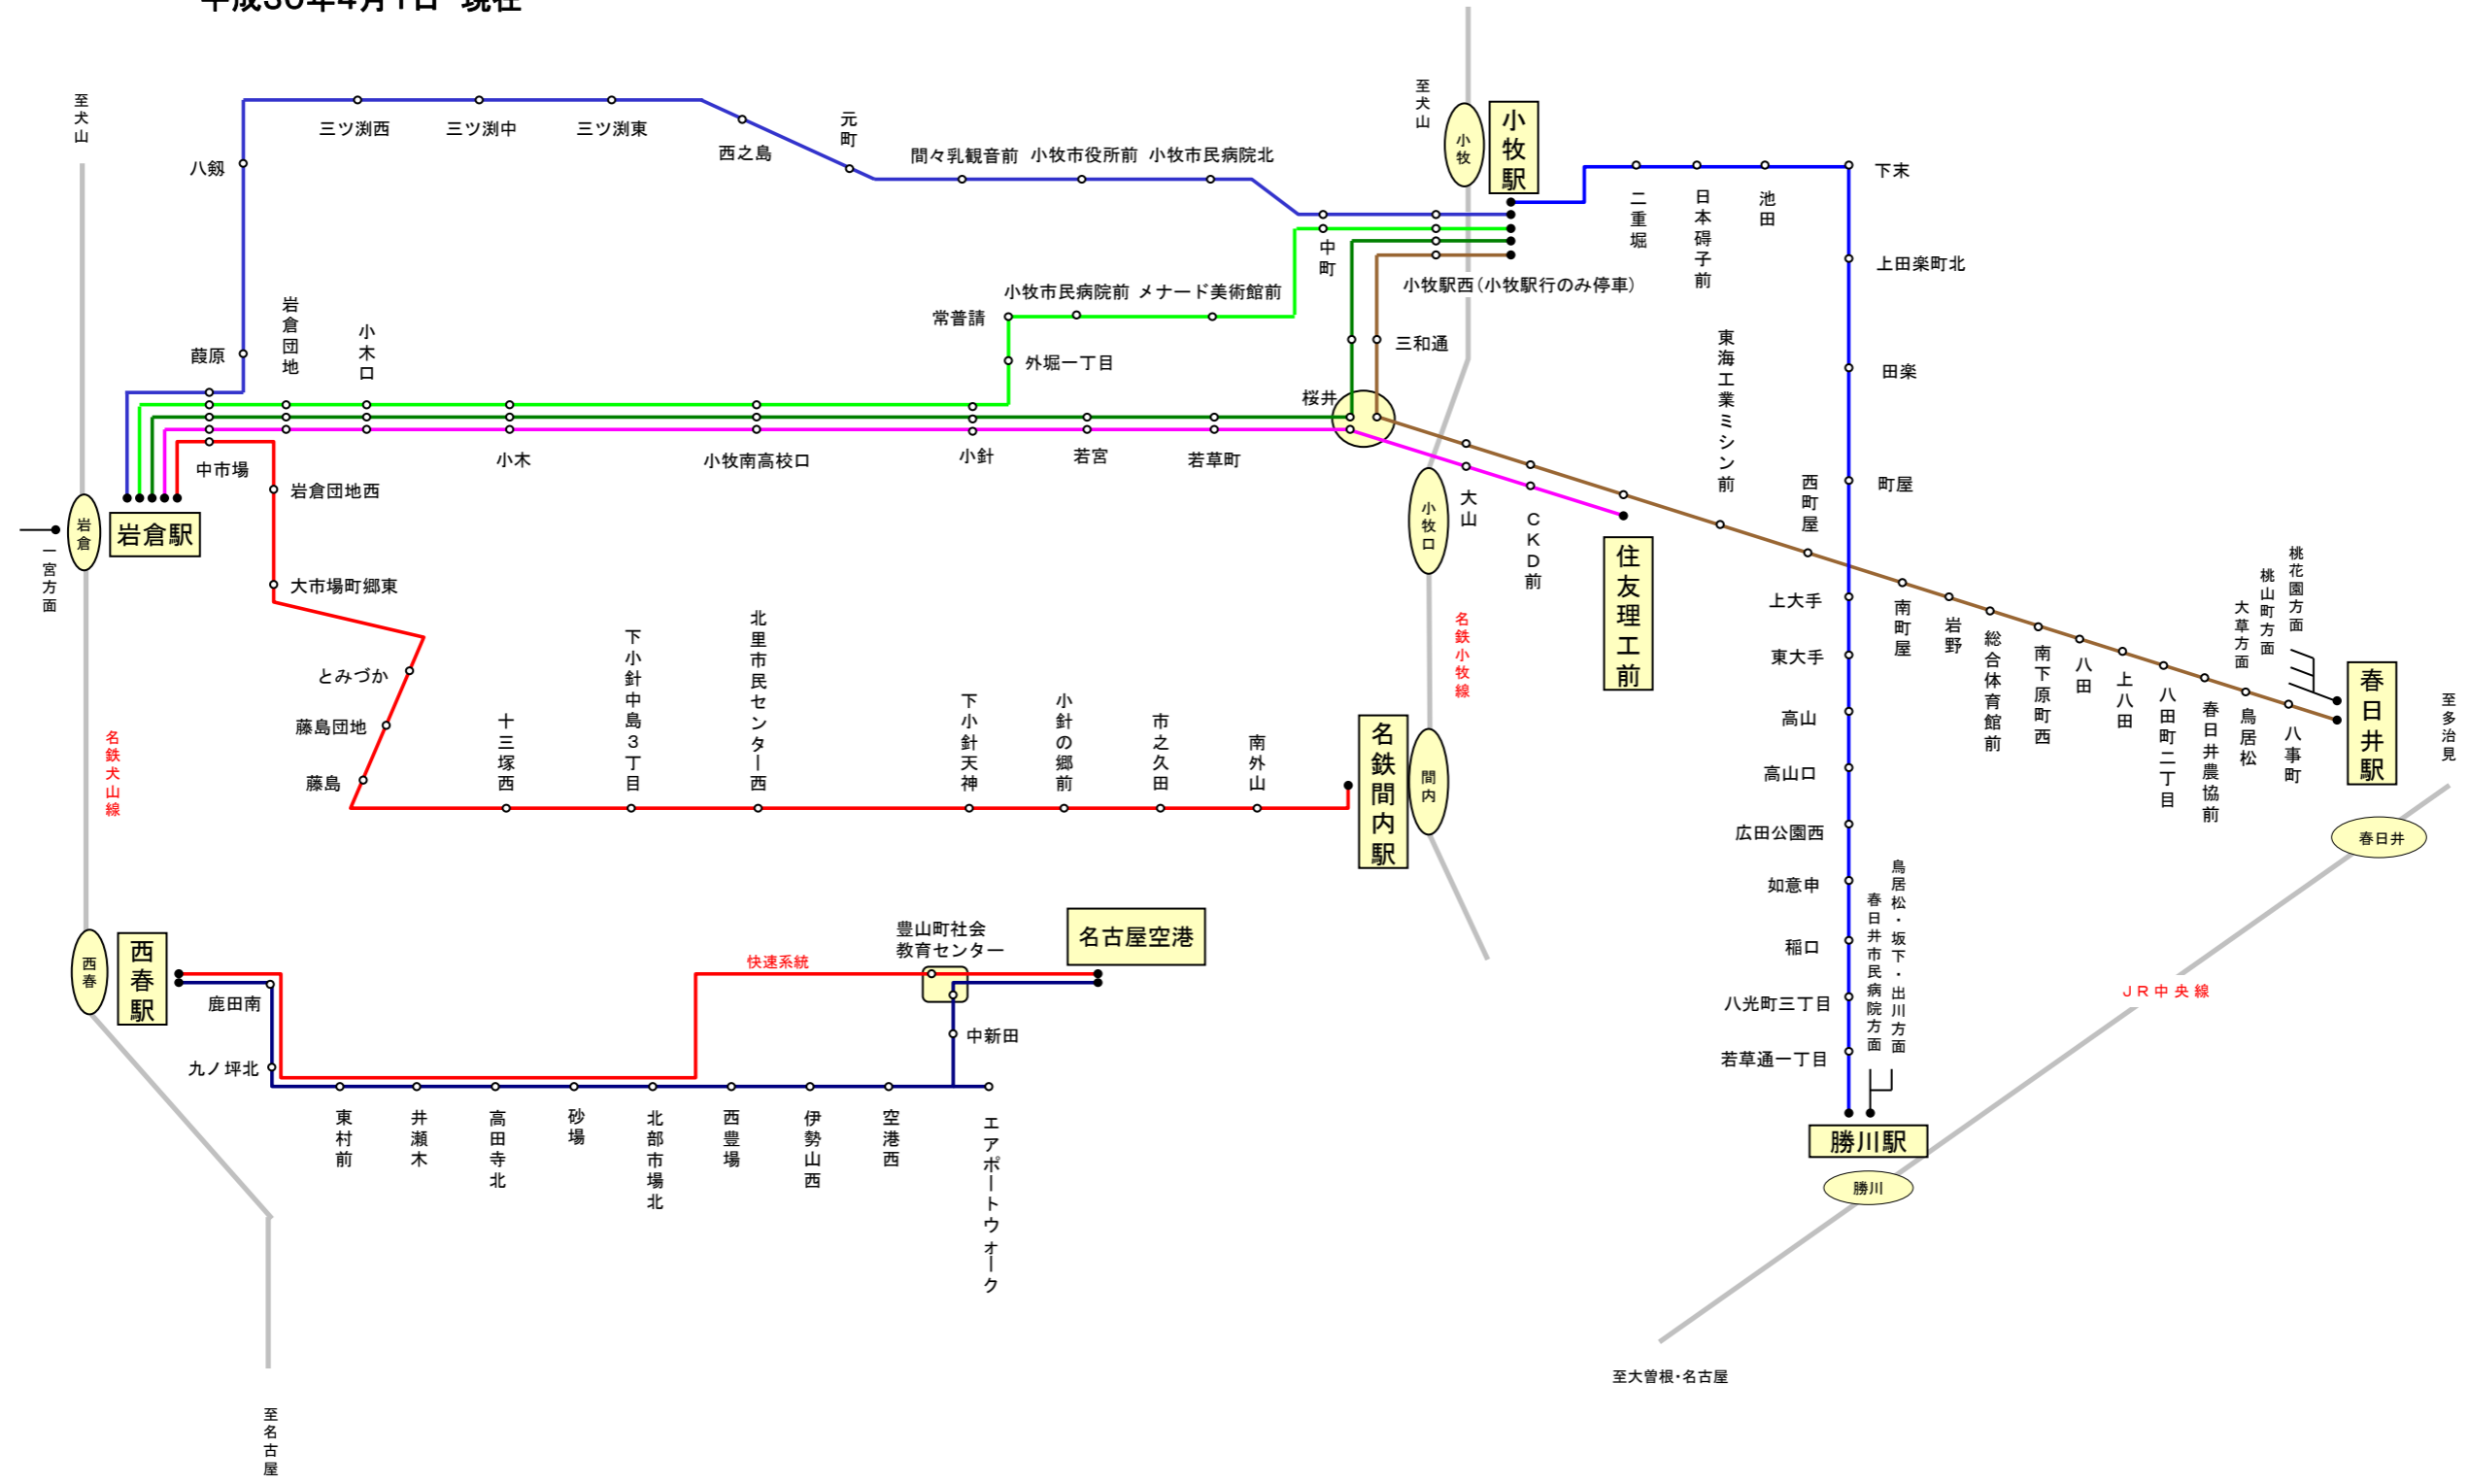 平成30年4月1日 現在
至犬山
八剱
三ツ渕西
三ツ渕中
三ツ渕東
西之島
元町
間々乳観音前
小牧市役所前
小牧市民病院北
至犬山
小牧
小牧駅
二重堀
日本碍子前
池田
下末
上田楽町北
田楽
町屋
中町
小牧駅西(小牧駅行のみ停車)
小牧市民病院前
メナード美術館前
常普請
外堀一丁目
三和通
桜井
葭原
岩倉団地
小木口
中市場
小木
小牧南高校口
小針
若宮
若草町
岩倉
岩倉駅
一宮方面
岩倉団地西
大市場町郷東
とみづか
藤島団地
藤島
十三塚西
下小針中島3丁目
北里市民センター西
下小針天神
小針の郷前
市之久田
南外山
名鉄間内駅
間内
小牧口
名鉄小牧線
大山
CKD前
住友理工前
東海工業ミシン前
西町屋
南町屋
岩野
総合体育館前
南下原町西
八田
上八田
八田町二丁目
春日井農協前
鳥居松
八事町
大草方面
桃山町方面
桃花園方面
春日井駅
至多治見
春日井
上大手
東大手
高山
高山口
広田公園西
如意申
稲口
八光町三丁目
若草通一丁目
春日井市民病院方面
鳥居松・坂下・出川方面
勝川駅
勝川
JR中央線
至大曽根・名古屋
名鉄犬山線
西春
西春駅
鹿田南
九ノ坪北
快速系統
豊山町社会
教育センター
名古屋空港
中新田
東村前
井瀬木
高田寺北
砂場
北部市場北
西豊場
伊勢山西
空港西
エアポートウォーク
至名古屋